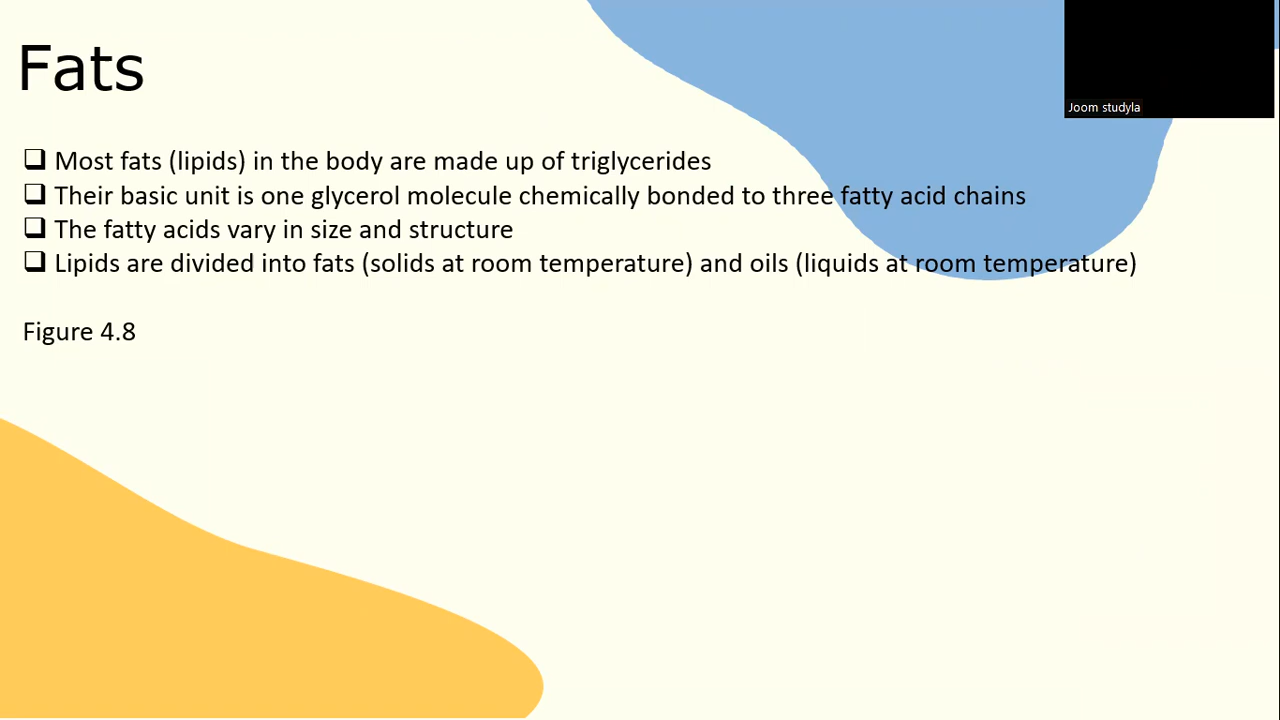 Fats
Joom studyla
❑ Most fats (lipids) in the body are made up of triglycerides
❑ Their basic unit is one glycerol molecule chemically bonded to three fatty acid chains
❑ The fatty acids vary in size and structure
❑ Lipids are divided into fats (solids at room temperature) and oils (liquids at room temperature)
Figure 4.8